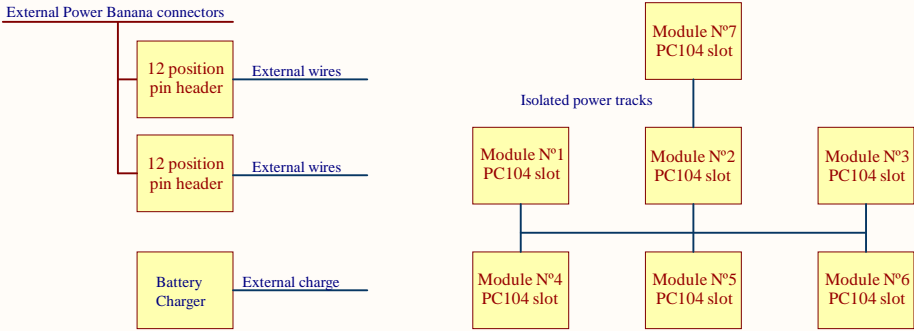 External Power Banana connectors
12 position
pin header
External wires
12 position
pin header
External wires
Battery
Charger
External charge
Module Nº7
PC104 slot
Isolated power tracks
Module Nº1
PC104 slot
Module Nº2
PC104 slot
Module Nº3
PC104 slot
Module Nº4
PC104 slot
Module Nº5
PC104 slot
Module Nº6
PC104 slot